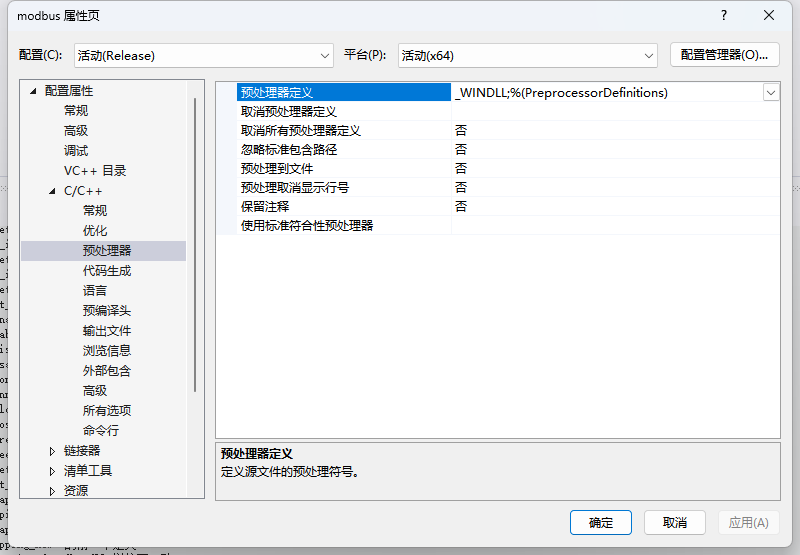 modbus 属性页
配置(C): 活动(Release) 平台(P): 活动(x64) 配置管理器(O)...
配置属性
常规
高级
调试
VC++ 目录
C/C++
常规
优化
预处理器
代码生成
语言
预编译头
输出文件
浏览信息
外部包含
高级
所有选项
命令行
链接器
清单工具
资源
预处理器定义 _WINDLL;%(PreprocessorDefinitions)
取消预处理器定义
取消所有预处理器定义 否
忽略标准包含路径 否
预处理到文件 否
预处理取消显示行号 否
保留注释 否
使用标准符合性预处理器
预处理器定义
定义源文件的预处理符号。
确定 取消 应用(A)